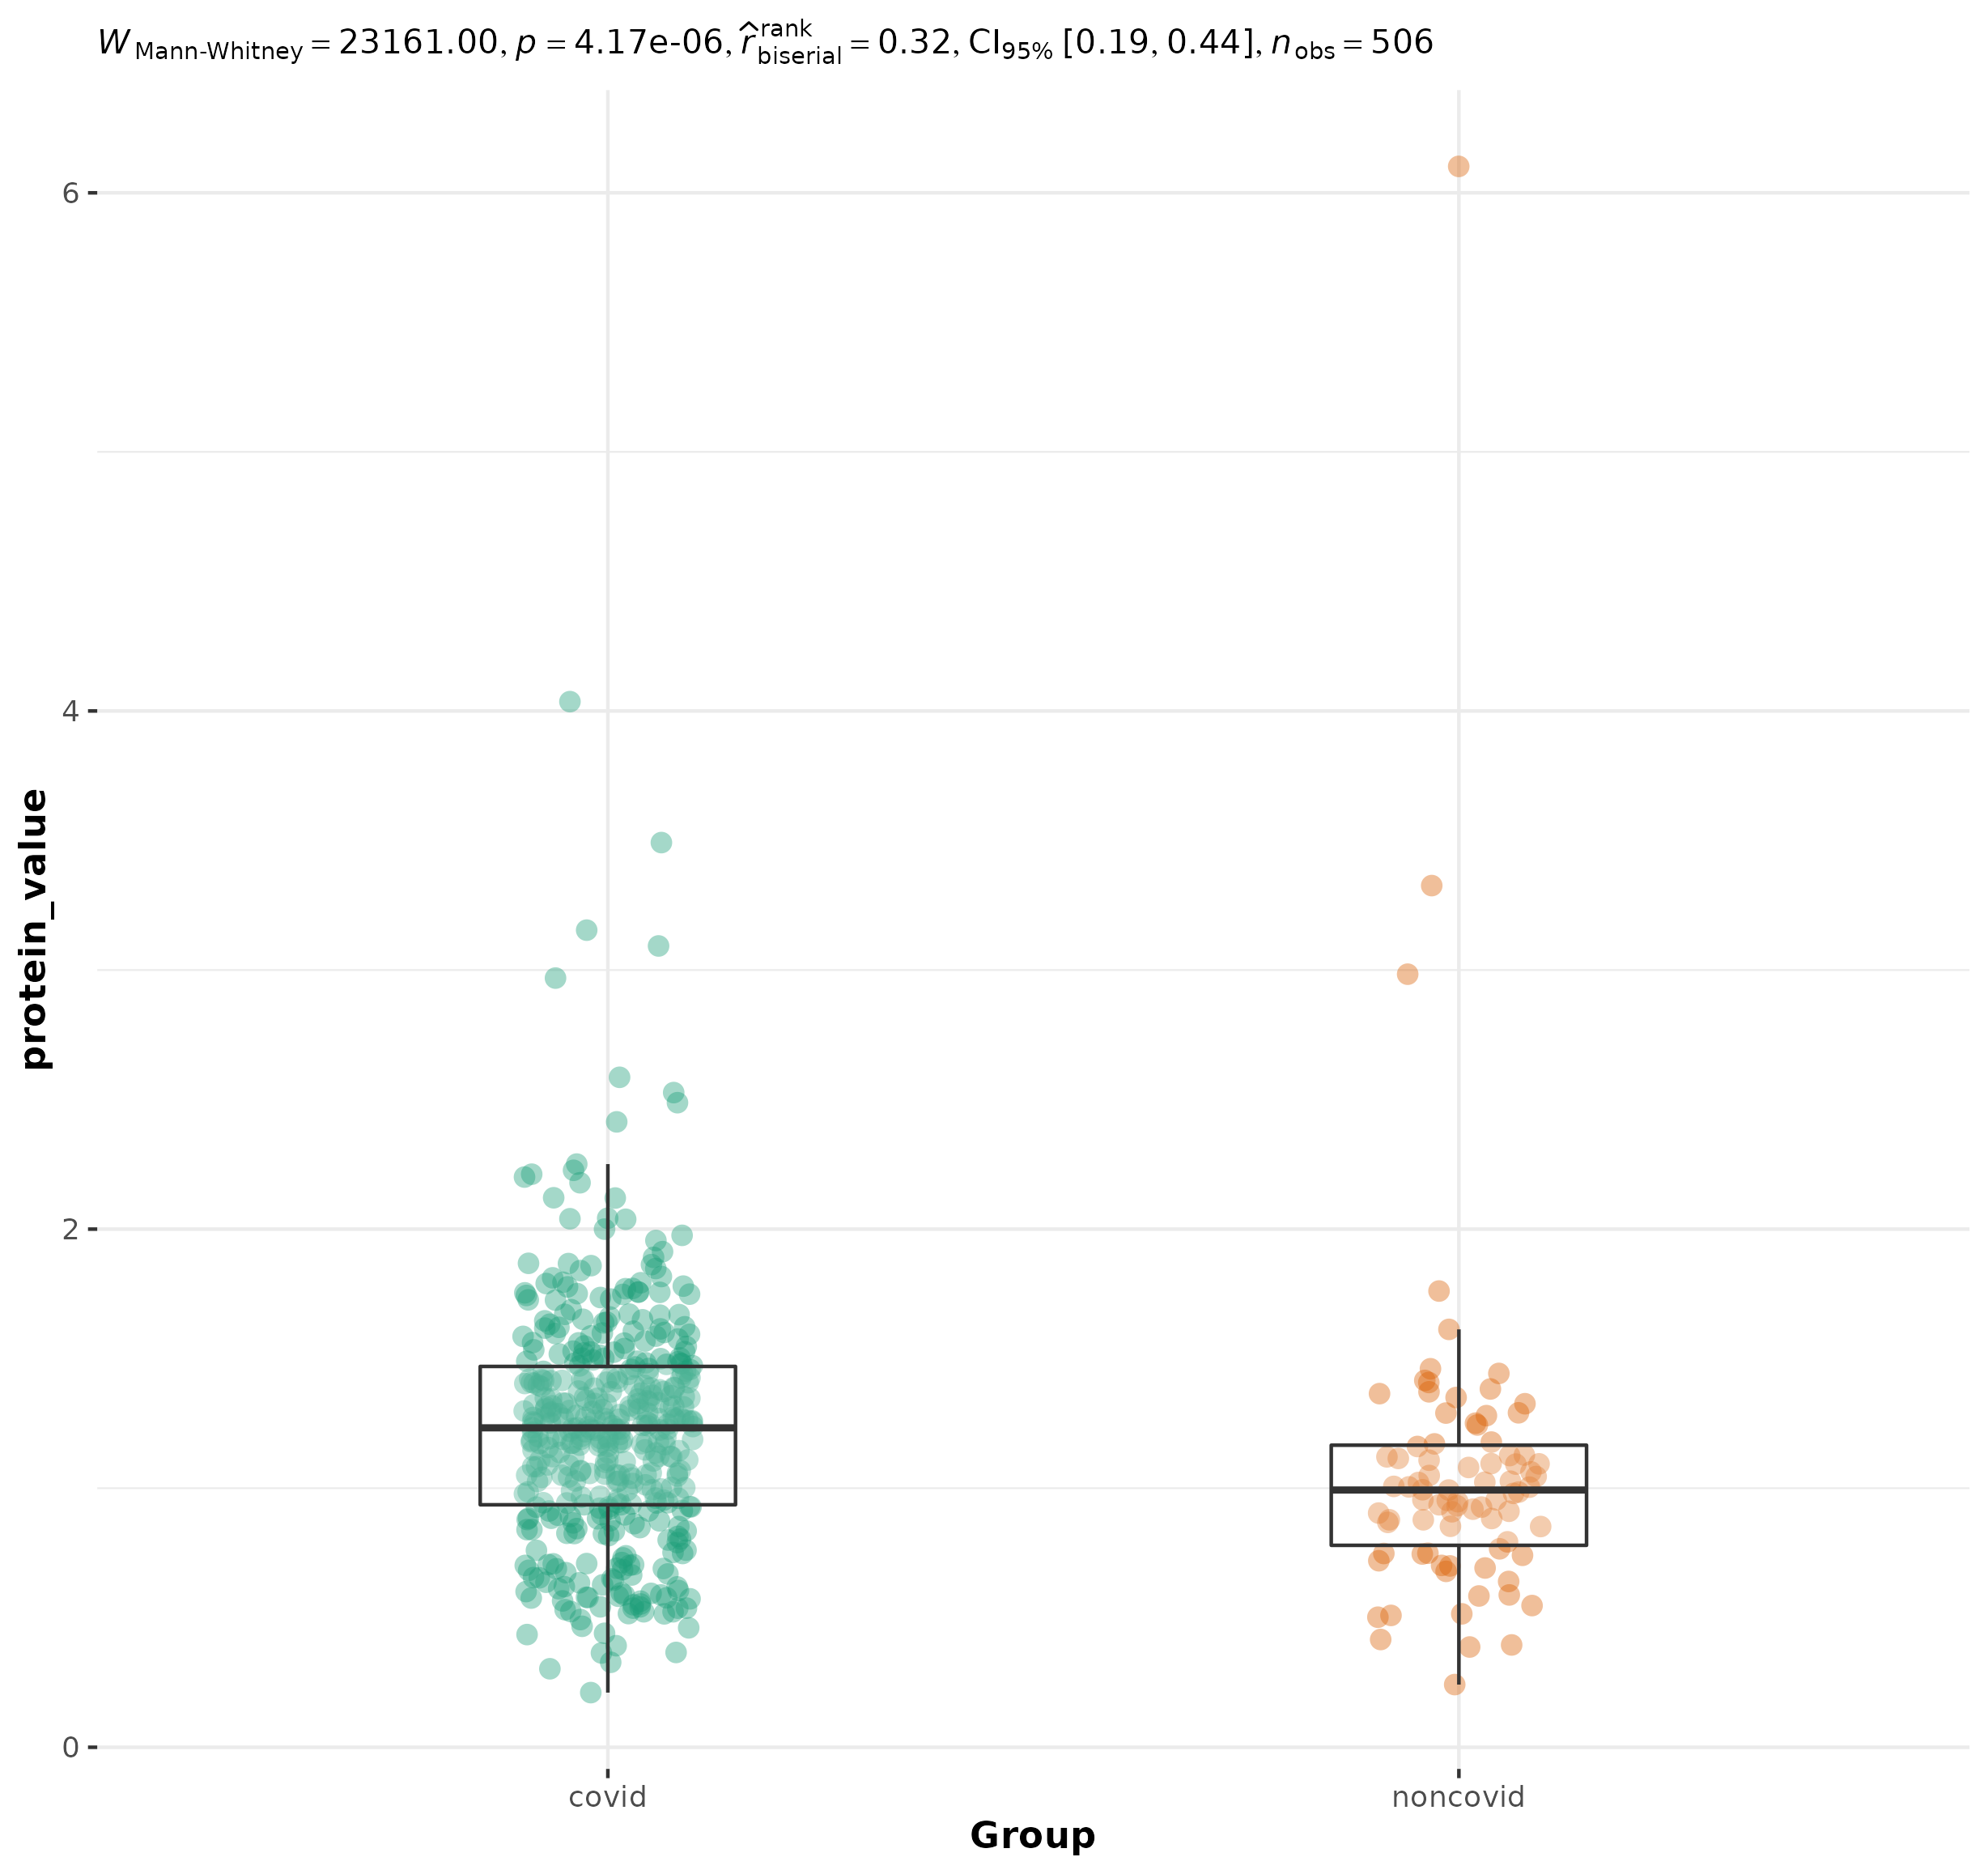 W Mann-Whitney = 23161.00, p = 4.17e-06, r̂ rank biserial = 0.32, CI95% [0.19, 0.44], n obs = 506
6
4
2
0
protein_value
covid noncovid
Group